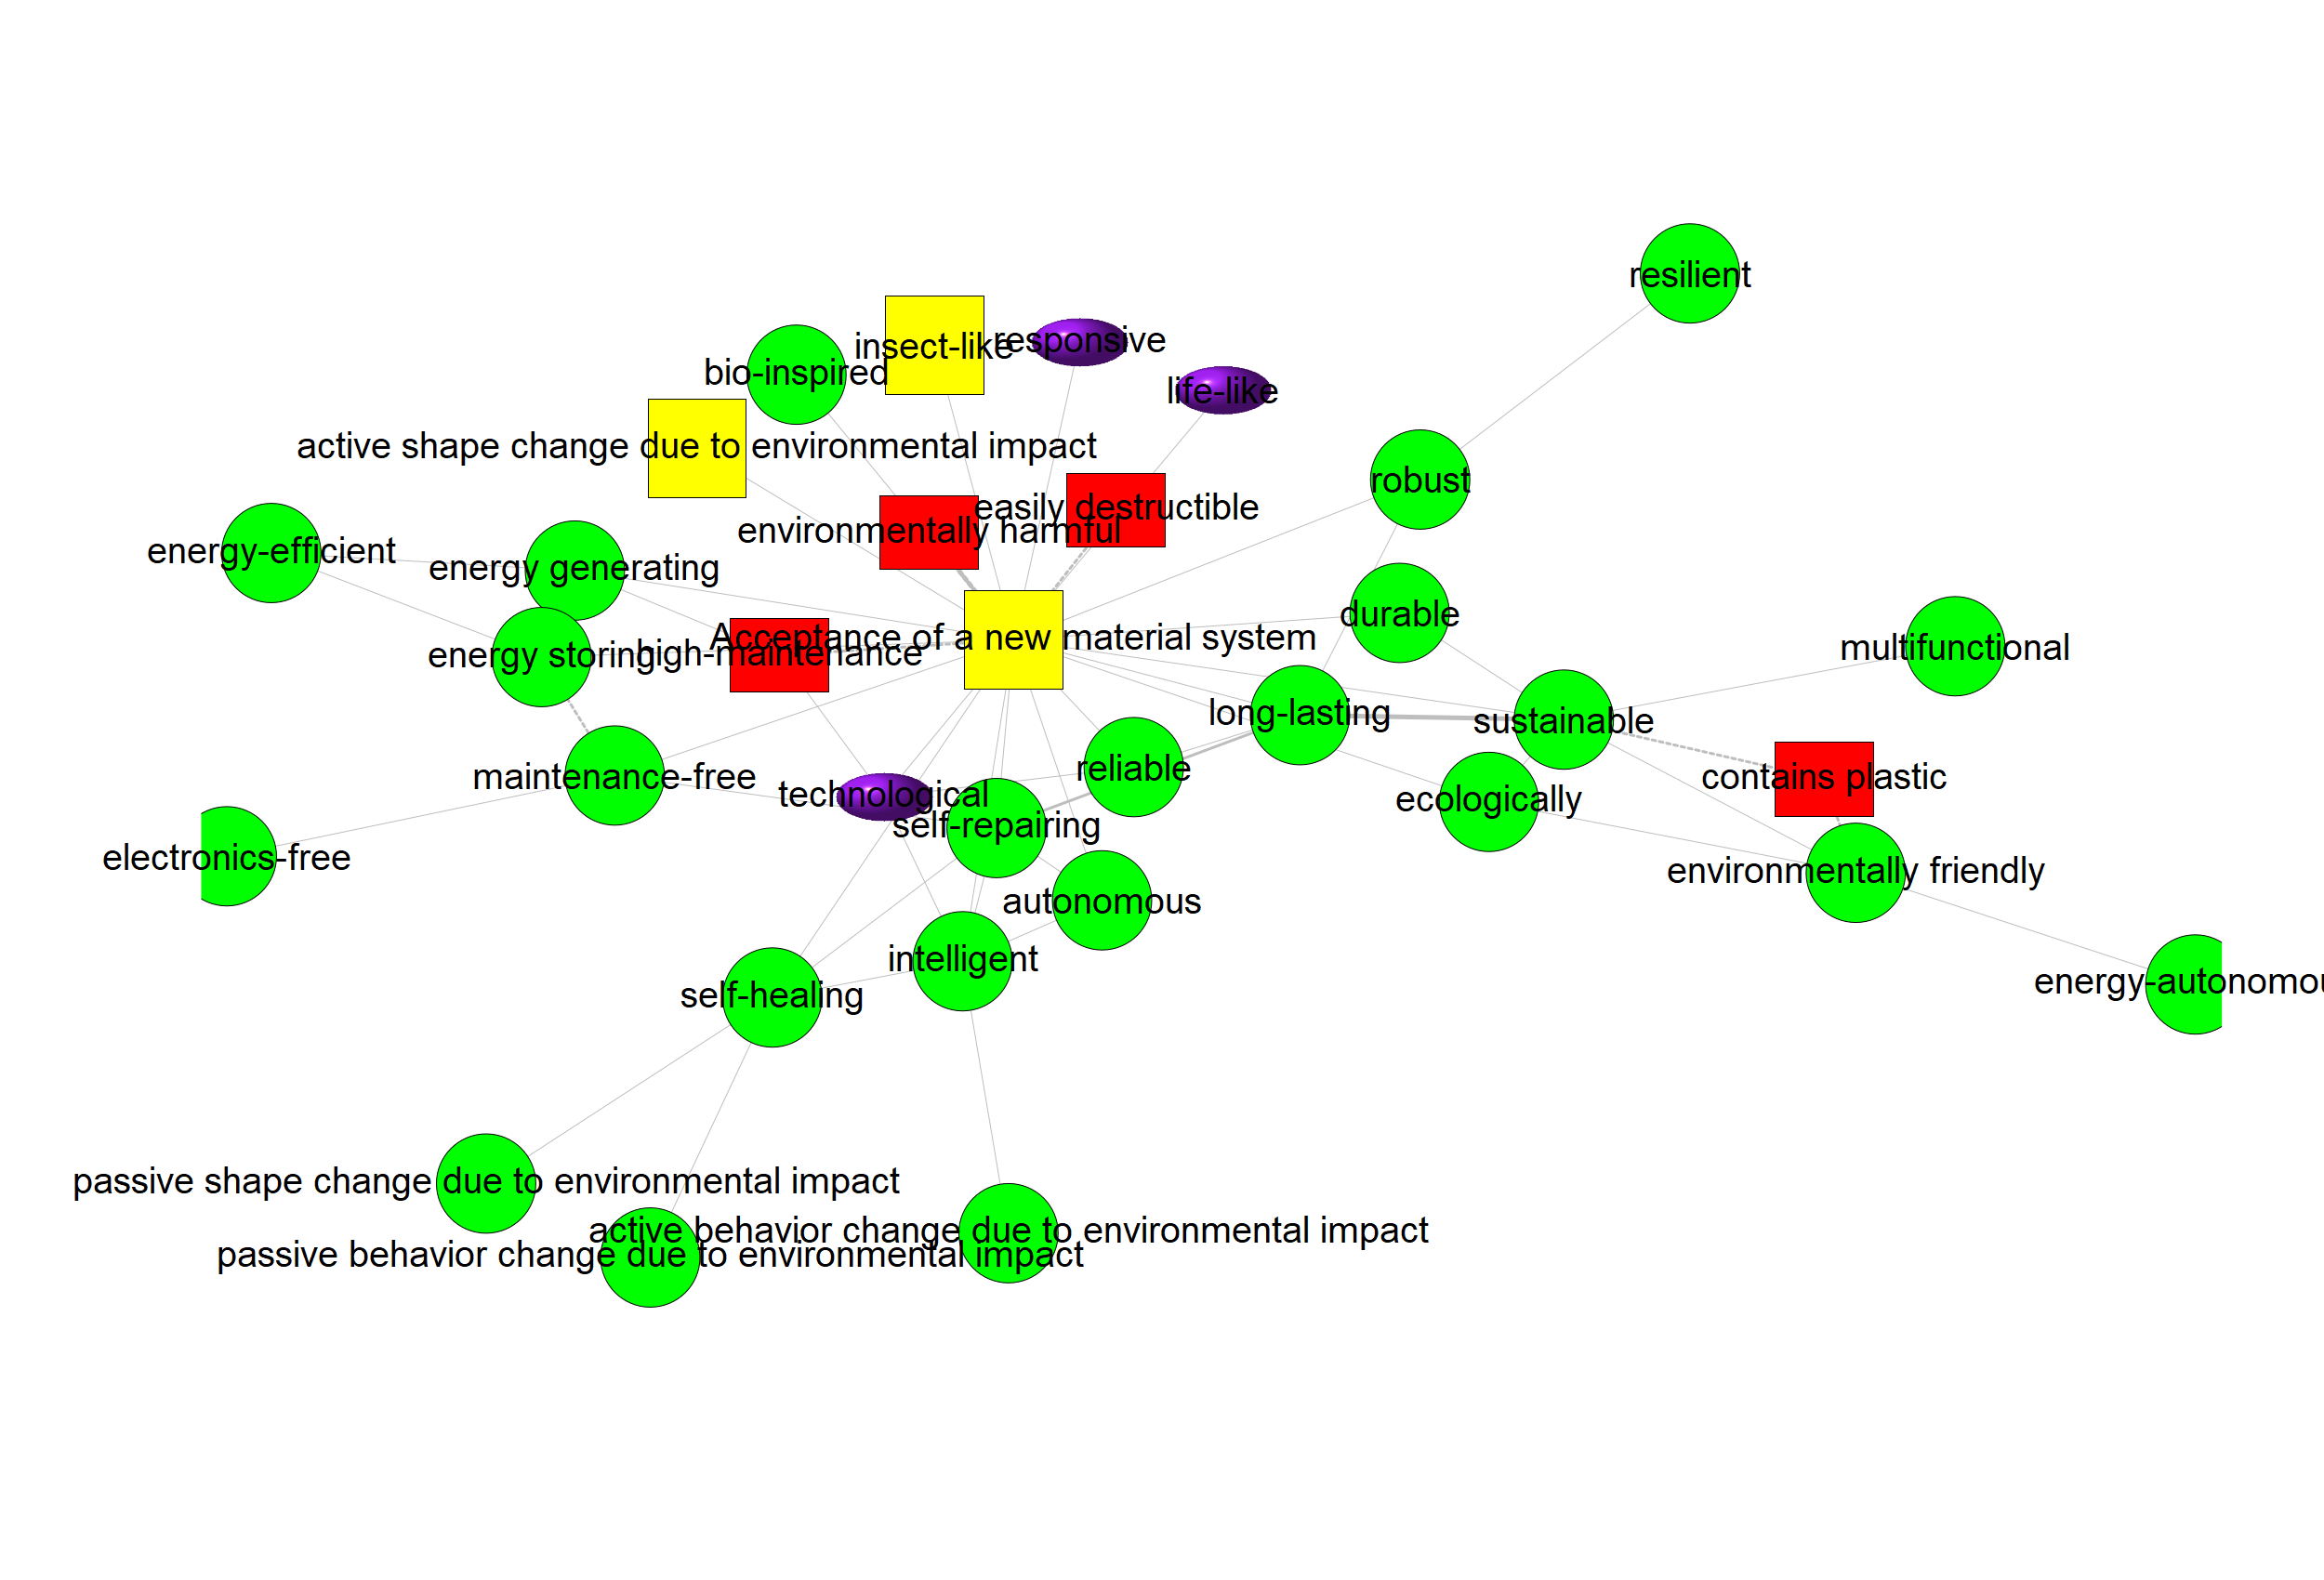 resilient
insect-like
responsive
bio-inspired
life-like
active shape change due to environmental impact
robust
easily destructible
environmentally harmful
energy-efficient
energy generating
durable
Acceptance of a new material system
multifunctional
energy storing
high-maintenance
long-lasting
sustainable
reliable
maintenance-free
contains plastic
technological
ecologically
self-repairing
electronics-free
environmentally friendly
autonomous
intelligent
energy-autonomou
self-healing
passive shape change due to environmental impact
active behavior change due to environmental impact
passive behavior change due to environmental impact